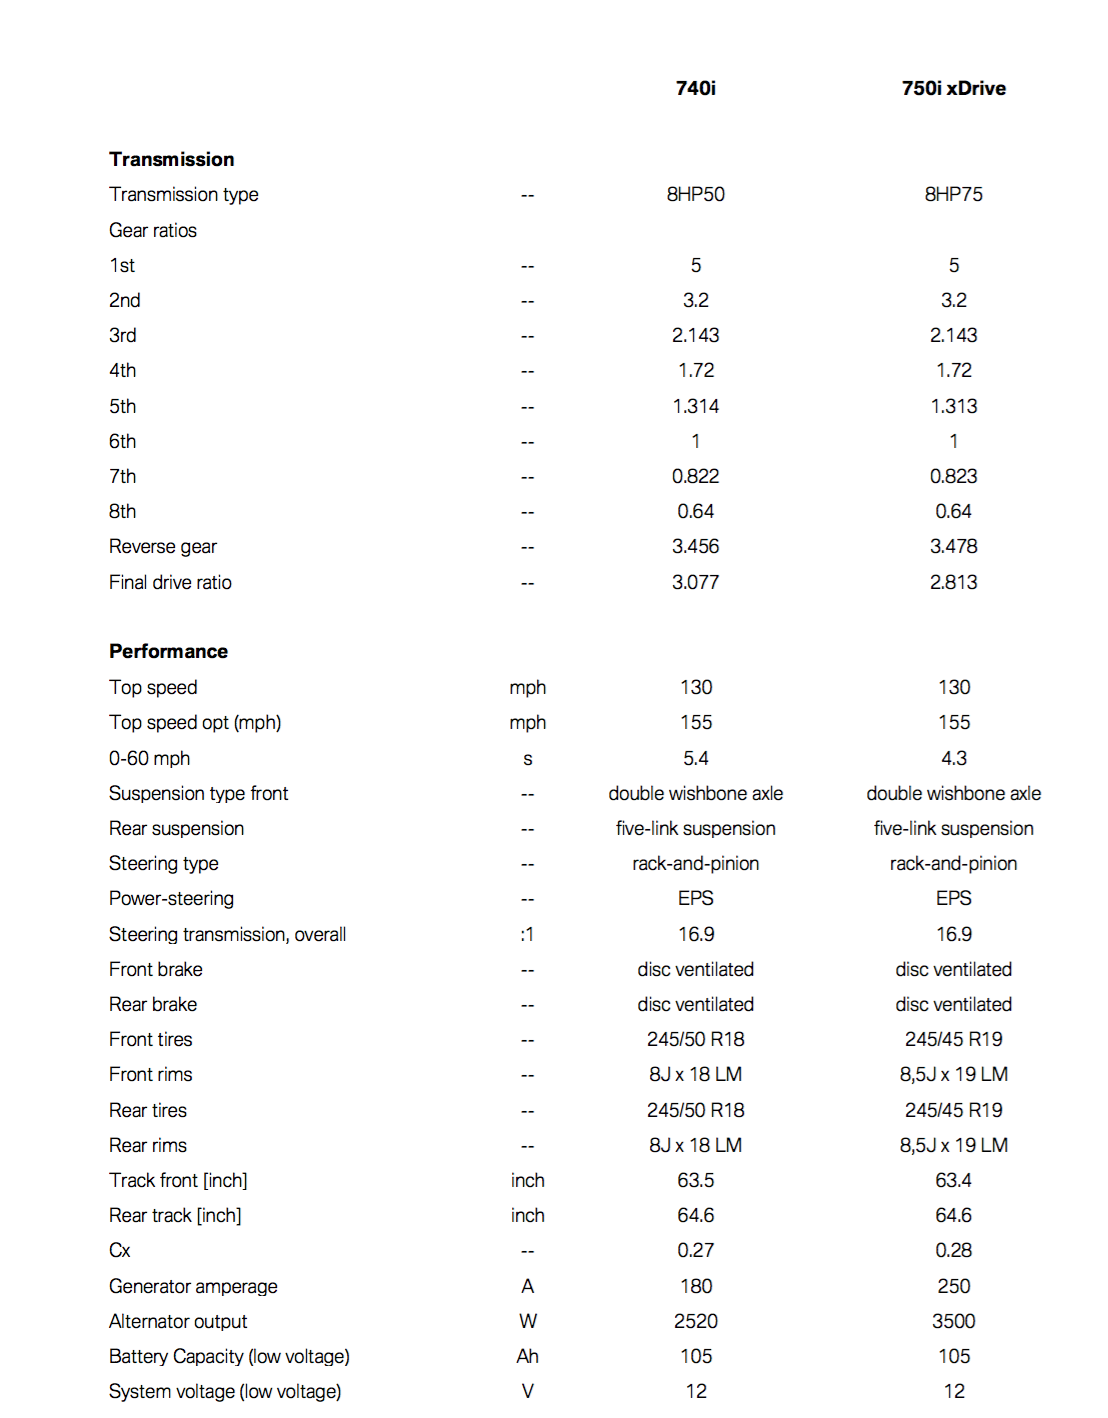 740i 750i xDrive
Transmission
Transmission type -- 8HP50 8HP75
Gear ratios
1st -- 5 5
2nd -- 3.2 3.2
3rd -- 2.143 2.143
4th -- 1.72 1.72
5th -- 1.314 1.313
6th -- 1 1
7th -- 0.822 0.823
8th -- 0.64 0.64
Reverse gear -- 3.456 3.478
Final drive ratio -- 3.077 2.813
Performance
Top speed mph 130 130
Top speed opt (mph) mph 155 155
0-60 mph s 5.4 4.3
Suspension type front -- double wishbone axle double wishbone axle
Rear suspension -- five-link suspension five-link suspension
Steering type -- rack-and-pinion rack-and-pinion
Power-steering -- EPS EPS
Steering transmission, overall :1 16.9 16.9
Front brake -- disc ventilated disc ventilated
Rear brake -- disc ventilated disc ventilated
Front tires -- 245/50 R18 245/45 R19
Front rims -- 8J x 18 LM 8,5J x 19 LM
Rear tires -- 245/50 R18 245/45 R19
Rear rims -- 8J x 18 LM 8,5J x 19 LM
Track front [inch] inch 63.5 63.4
Rear track [inch] inch 64.6 64.6
Cx -- 0.27 0.28
Generator amperage A 180 250
Alternator output W 2520 3500
Battery Capacity (low voltage) Ah 105 105
System voltage (low voltage) V 12 12